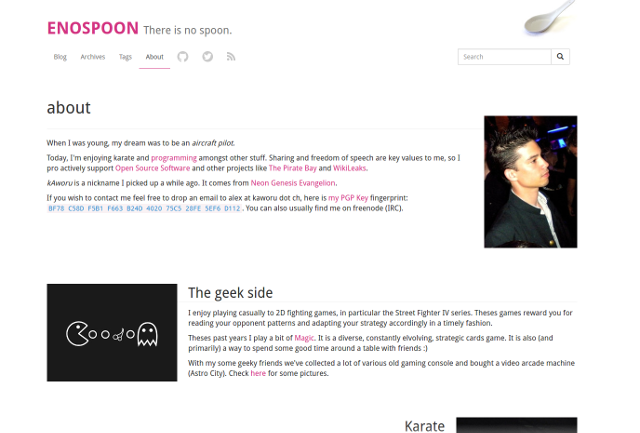 ENOSPOON There is no spoon.
Blog Archives Tags About Search
about
When I was young, my dream was to be an aircraft pilot.
Today, I'm enjoying karate and programming amongst other stuff. Sharing and freedom of speech are key values to me, so I
pro actively support Open Source Software and other projects like The Pirate Bay and WikiLeaks.
kAworu is a nickname I picked up a while ago. It comes from Neon Genesis Evangelion.
If you wish to contact me feel free to drop an email to alex at kaworu dot ch, here is my PGP Key fingerprint:
BF78 C58D F5B1 F663 B24D 4020 75C5 28FE 5EF6 D112. You can also usually find me on freenode (IRC).
The geek side
I enjoy playing casually to 2D fighting games, in particular the Street Fighter IV series. Theses games reward you for
reading your opponent patterns and adapting your strategy accordingly in a timely fashion.
Theses past years I play a bit of Magic. It is a diverse, constantly evolving, strategic cards game. It is also (and
primarily) a way to spend some good time around a table with friends :)
With my some geeky friends we've collected a lot of various old gaming console and bought a video arcade machine
(Astro City). Check here for some pictures.
Karate